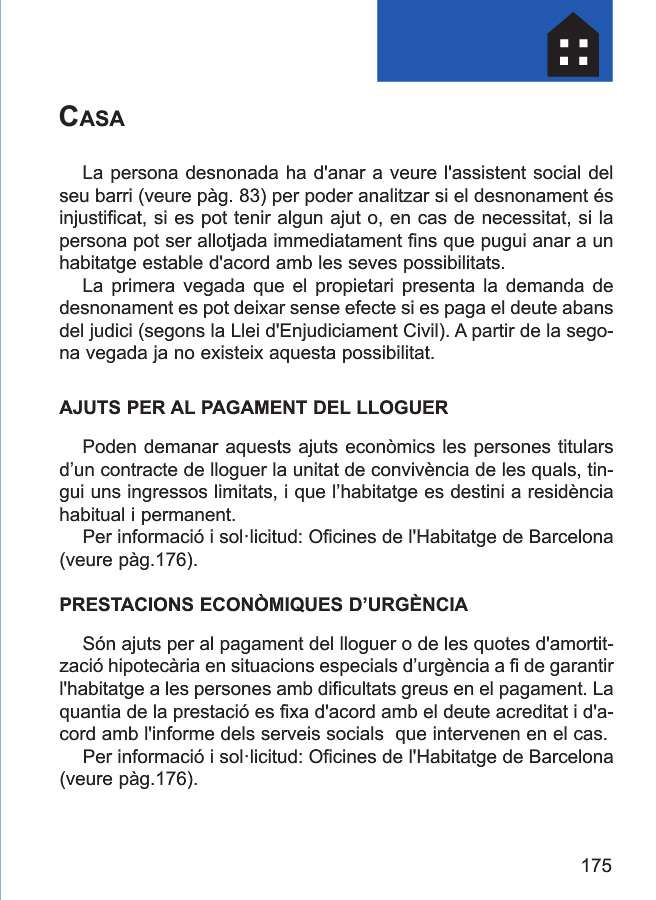 CASA
La persona desnonada ha d'anar a veure l'assistent social del
seu barri (veure pàg. 83) per poder analitzar si el desnonament és
injustificat, si es pot tenir algun ajut o, en cas de necessitat, si la
persona pot ser allotjada immediatament fins que pugui anar a un
habitatge estable d'acord amb les seves possibilitats.
La primera vegada que el propietari presenta la demanda de
desnonament es pot deixar sense efecte si es paga el deute abans
del judici (segons la Llei d'Enjudiciament Civil). A partir de la sego-
na vegada ja no existeix aquesta possibilitat.
AJUTS PER AL PAGAMENT DEL LLOGUER
Poden demanar aquests ajuts econòmics les persones titulars
d’un contracte de lloguer la unitat de convivència de les quals, tin-
gui uns ingressos limitats, i que l’habitatge es destini a residència
habitual i permanent.
Per informació i sol·licitud: Oficines de l'Habitatge de Barcelona
(veure pàg.176).
PRESTACIONS ECONÒMIQUES D’URGÈNCIA
Són ajuts per al pagament del lloguer o de les quotes d'amortit-
zació hipotecària en situacions especials d’urgència a fi de garantir
l'habitatge a les persones amb dificultats greus en el pagament. La
quantia de la prestació es fixa d'acord amb el deute acreditat i d'a-
cord amb l'informe dels serveis socials  que intervenen en el cas.
Per informació i sol·licitud: Oficines de l'Habitatge de Barcelona
(veure pàg.176).
175